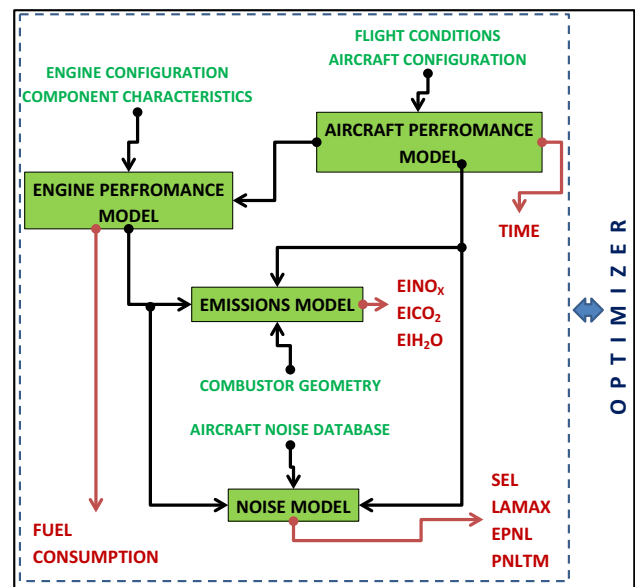 FLIGHT CONDITIONS
AIRCRAFT CONFIGURATION
ENGINE CONFIGURATION
COMPONENT CHARACTERISTICS
AIRCRAFT PERFROMANCE
MODEL
ENGINE PERFROMANCE
MODEL
TIME
EMISSIONS MODEL
EINOₓ
EICO₂
EIH₂O
COMBUSTOR GEOMETRY
AIRCRAFT NOISE DATABASE
NOISE MODEL
SEL
LAMAX
EPNL
PNLTM
FUEL
CONSUMPTION
OPTIMIZER